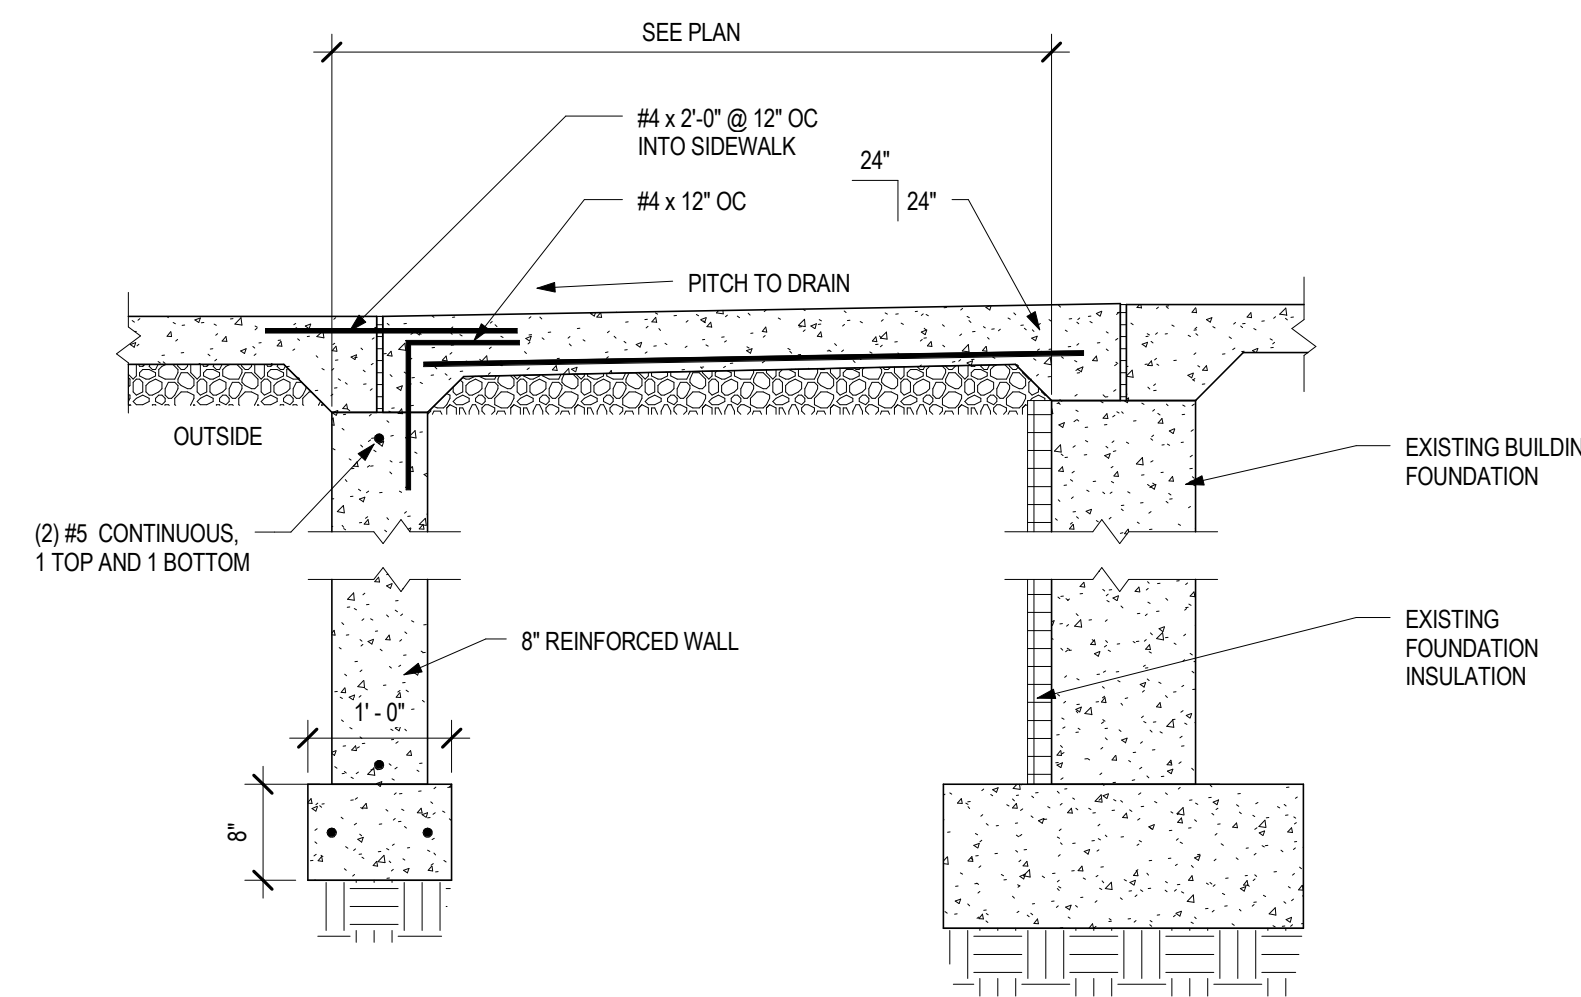 SEE PLAN
#4 x 2'-0" @ 12" OC
INTO SIDEWALK
24"
24"
#4 x 12" OC
PITCH TO DRAIN
OUTSIDE
(2) #5 CONTINUOUS,
1 TOP AND 1 BOTTOM
EXISTING BUILDIN
FOUNDATION
8" REINFORCED WALL
EXISTING
FOUNDATION
INSULATION
1' - 0"
8"